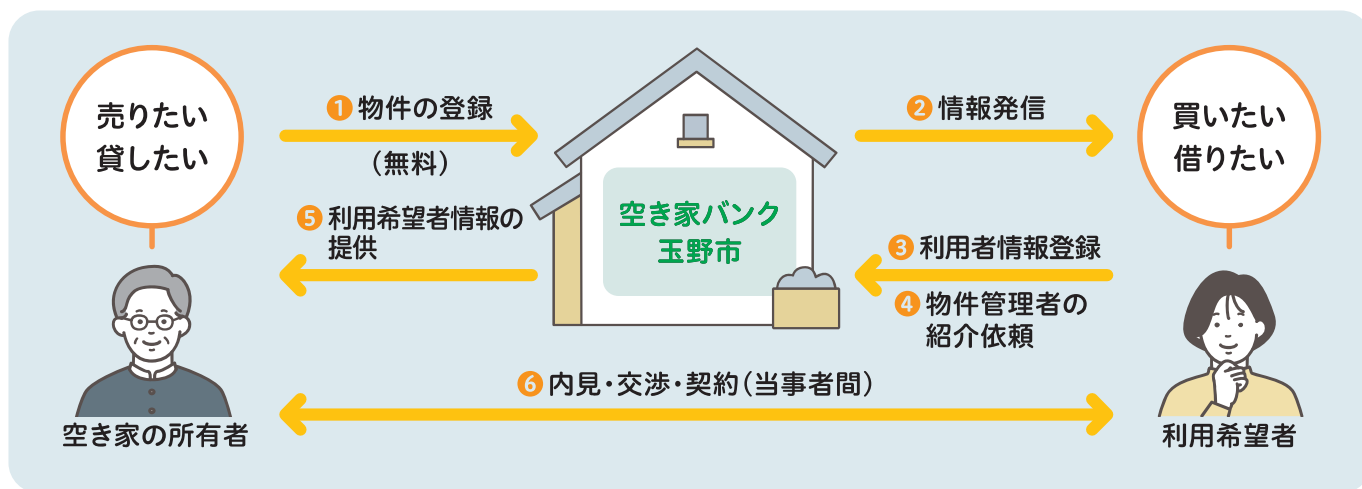 売りたい
貸したい
❶物件の登録
（無料）
❷情報発信
買いたい
借りたい
空き家バンク
玉野市
❸利用者情報登録
❹物件管理者の
紹介依頼
❺利用希望者情報の
提供
❻内見・交渉・契約（当事者間）
空き家の所有者
利用希望者